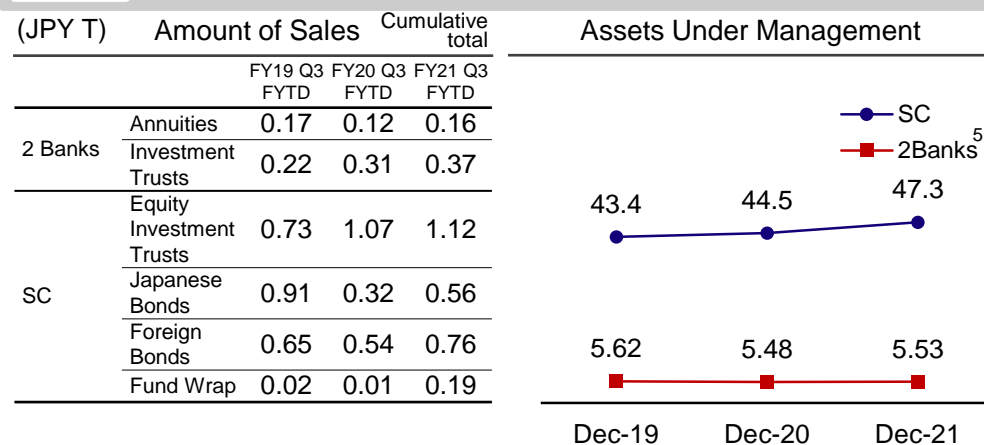 (JPY T) Amount of Sales Cumulative total
FY19 Q3 FYTD FY20 Q3 FYTD FY21 Q3 FYTD
2 Banks
Annuities 0.17 0.12 0.16
Investment Trusts 0.22 0.31 0.37
SC
Equity Investment Trusts 0.73 1.07 1.12
Japanese Bonds 0.91 0.32 0.56
Foreign Bonds 0.65 0.54 0.76
Fund Wrap 0.02 0.01 0.19
Assets Under Management
SC
2Banks5
43.4 44.5 47.3
5.62 5.48 5.53
Dec-19 Dec-20 Dec-21